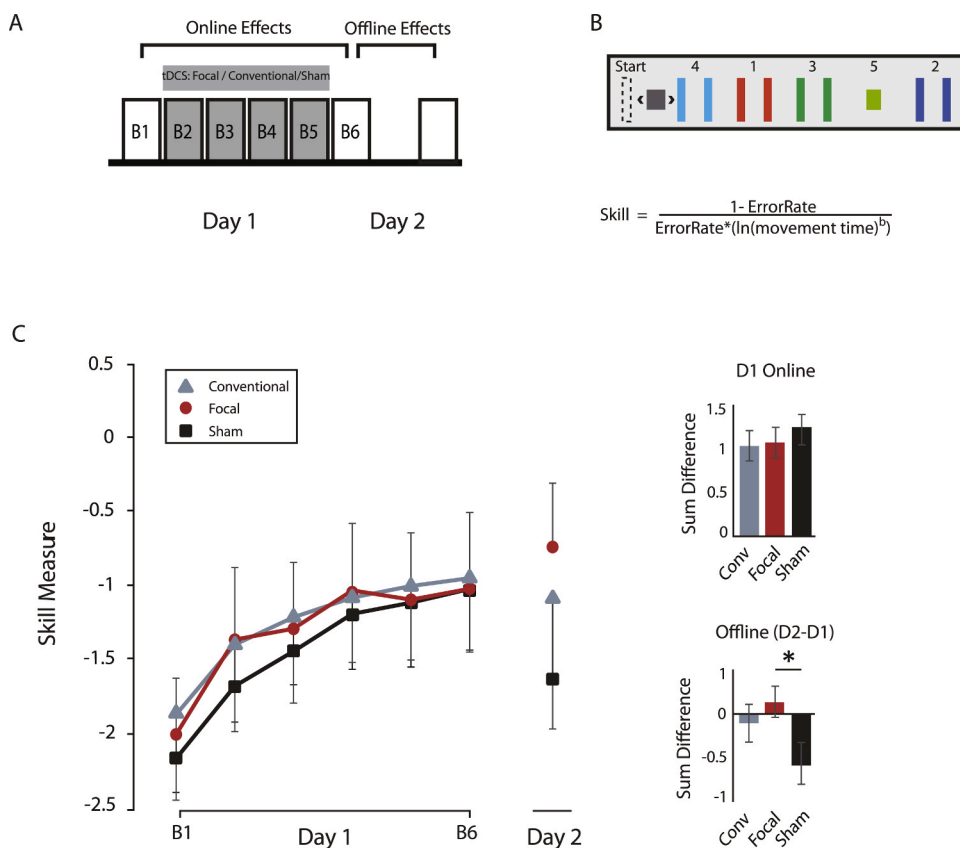 A
Online Effects
Offline Effects
tDCS: Focal / Conventional/Sham
B1
B2
B3
B4
B5
B6
Day 1
Day 2
B
Start
4
1
3
5
2
Skill = 1- ErrorRate
ErrorRate*(ln(movement time)b)
C
Skill Measure
0.5
0
-0.5
-1
-1.5
-2
-2.5
Conventional
Focal
Sham
B1
Day 1
B6
Day 2
D1 Online
Sum Difference
1.5
1
0.5
0
Conv
Focal
Sham
Offline (D2-D1)
*
Sum Difference
1
0
-0.5
-1
Conv
Focal
Sham